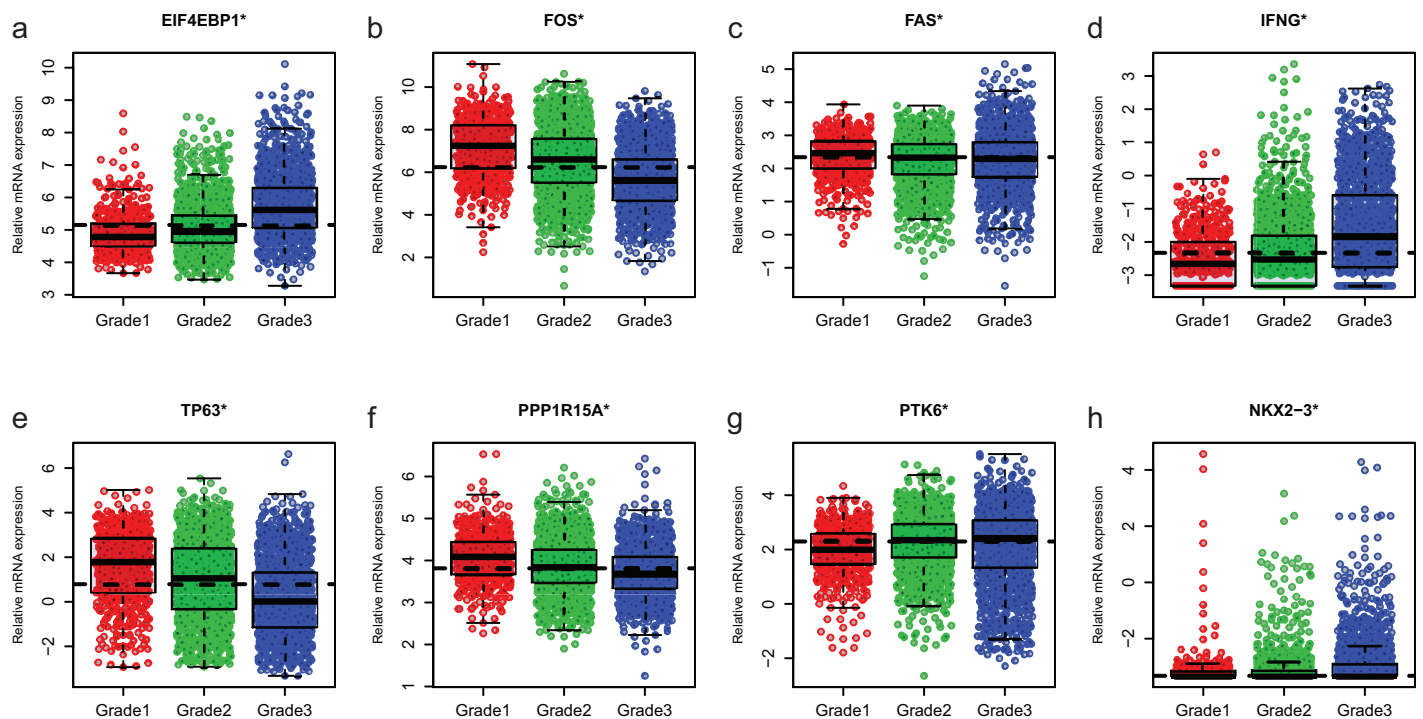 a
EIF4EBP1*
Relative mRNA expression
10
9
8
7
6
5
4
3
Grade1 Grade2 Grade3
b
FOS*
Relative mRNA expression
10
8
6
4
2
Grade1 Grade2 Grade3
c
FAS*
Relative mRNA expression
5
4
3
2
1
0
−1
Grade1 Grade2 Grade3
d
IFNG*
Relative mRNA expression
3
2
1
0
−1
−2
−3
Grade1 Grade2 Grade3
e
TP63*
Relative mRNA expression
6
4
2
0
−2
Grade1 Grade2 Grade3
f
PPP1R15A*
Relative mRNA expression
6
5
4
3
2
1
Grade1 Grade2 Grade3
g
PTK6*
Relative mRNA expression
4
2
0
−2
Grade1 Grade2 Grade3
h
NKX2−3*
Relative mRNA expression
4
2
0
−2
Grade1 Grade2 Grade3